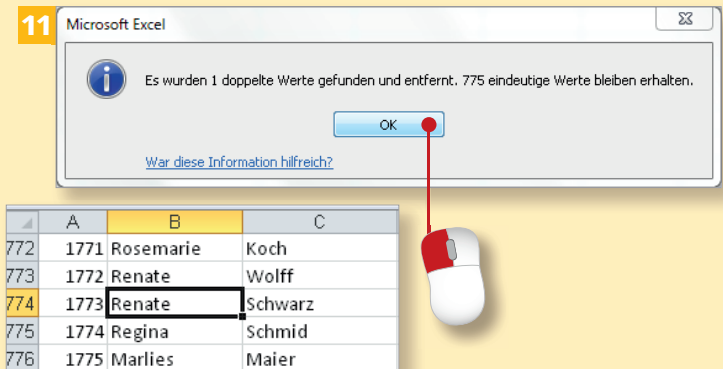 11
Microsoft Excel
Es wurden 1 doppelte Werte gefunden und entfernt. 775 eindeutige Werte bleiben erhalten.
OK
War diese Information hilfreich?
A B C
772 1771 Rosemarie Koch
773 1772 Renate Wolff
774 1773 Renate Schwarz
775 1774 Regina Schmid
776 1775 Marlies Maier